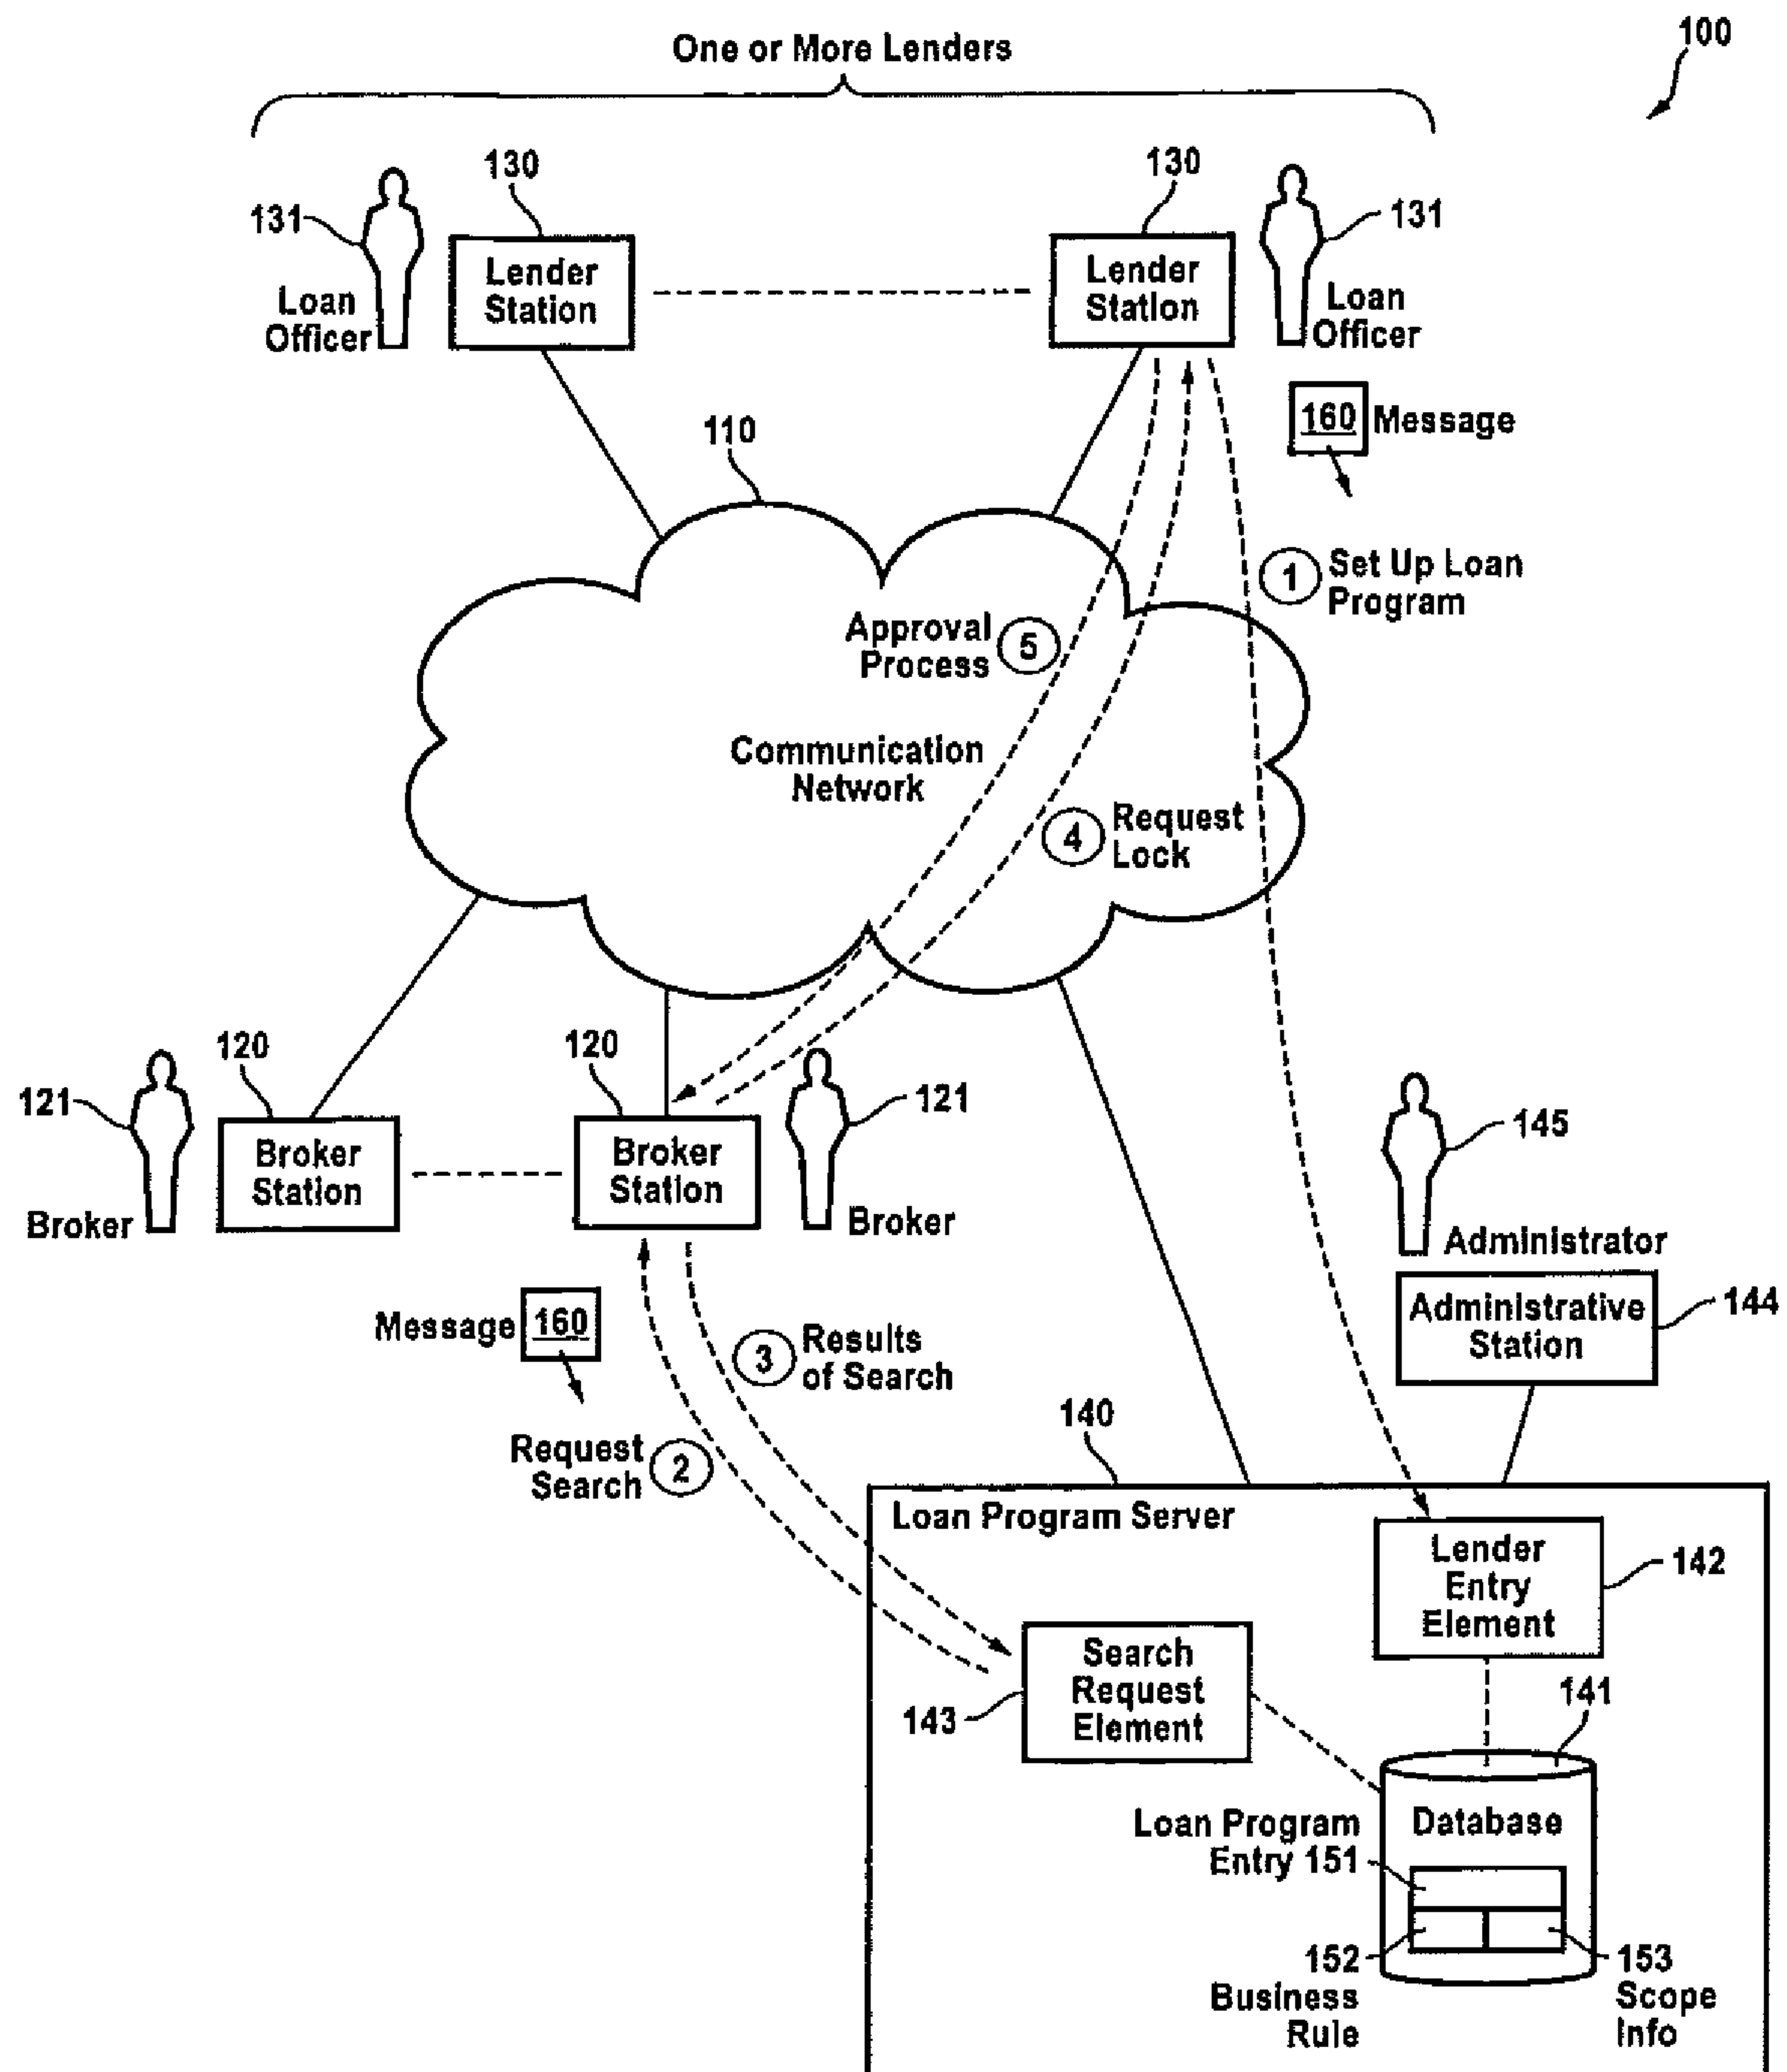 100
One or More Lenders
130
130
131
131
Lender
Station
Lender
Station
Loan
Officer
Loan
Officer
160 Message
110
1 Set Up Loan
Program
Approval
Process 5
Communication
Network
4 Request
Lock
120
120
121
121
145
Broker
Station
Broker
Station
Broker
Broker
Administrator
Administrative
Station
144
Message 160
3 Results
of Search
Request
Search 2
140
Loan Program Server
Lender
Entry
Element
142
Search
Request
Element
143
141
Database
Loan Program
Entry 151
152
Business
Rule
153
Scope
Info